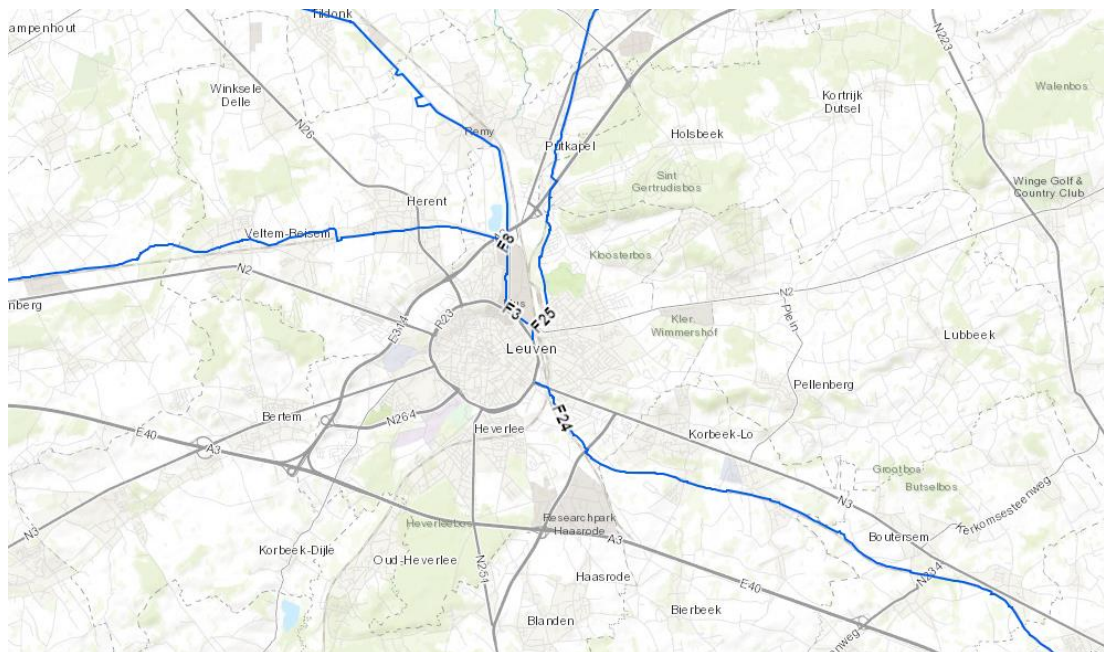 Tildonk
ampenhout
N223
Winksele
Delle
Kortrijk
Dutsel
Walenbos
N26
Remy
Holsbeek
Putkapel
Sint
Gertrudisbos
Winge Golf &
Country Club
Herent
Veltem-Beisem
F8
Kloosterbos
N2
N2
nberg
E314
R23
F3
F25
N-Plein
Kler.
Wimmershof
Lubbeek
Leuven
Pellenberg
Bertem
N264
F24
Heverlee
Korbeek-Lo
E40
A3
Grootbos
Butselbos
N3
Kerkomsesteenweg
N3
Heverleebos
Researchpark
Haasrode
A3
Boutersem
Korbeek-Dijle
Oud-Heverlee
N251
Haasrode
E40
N234
Bierbeek
Blanden